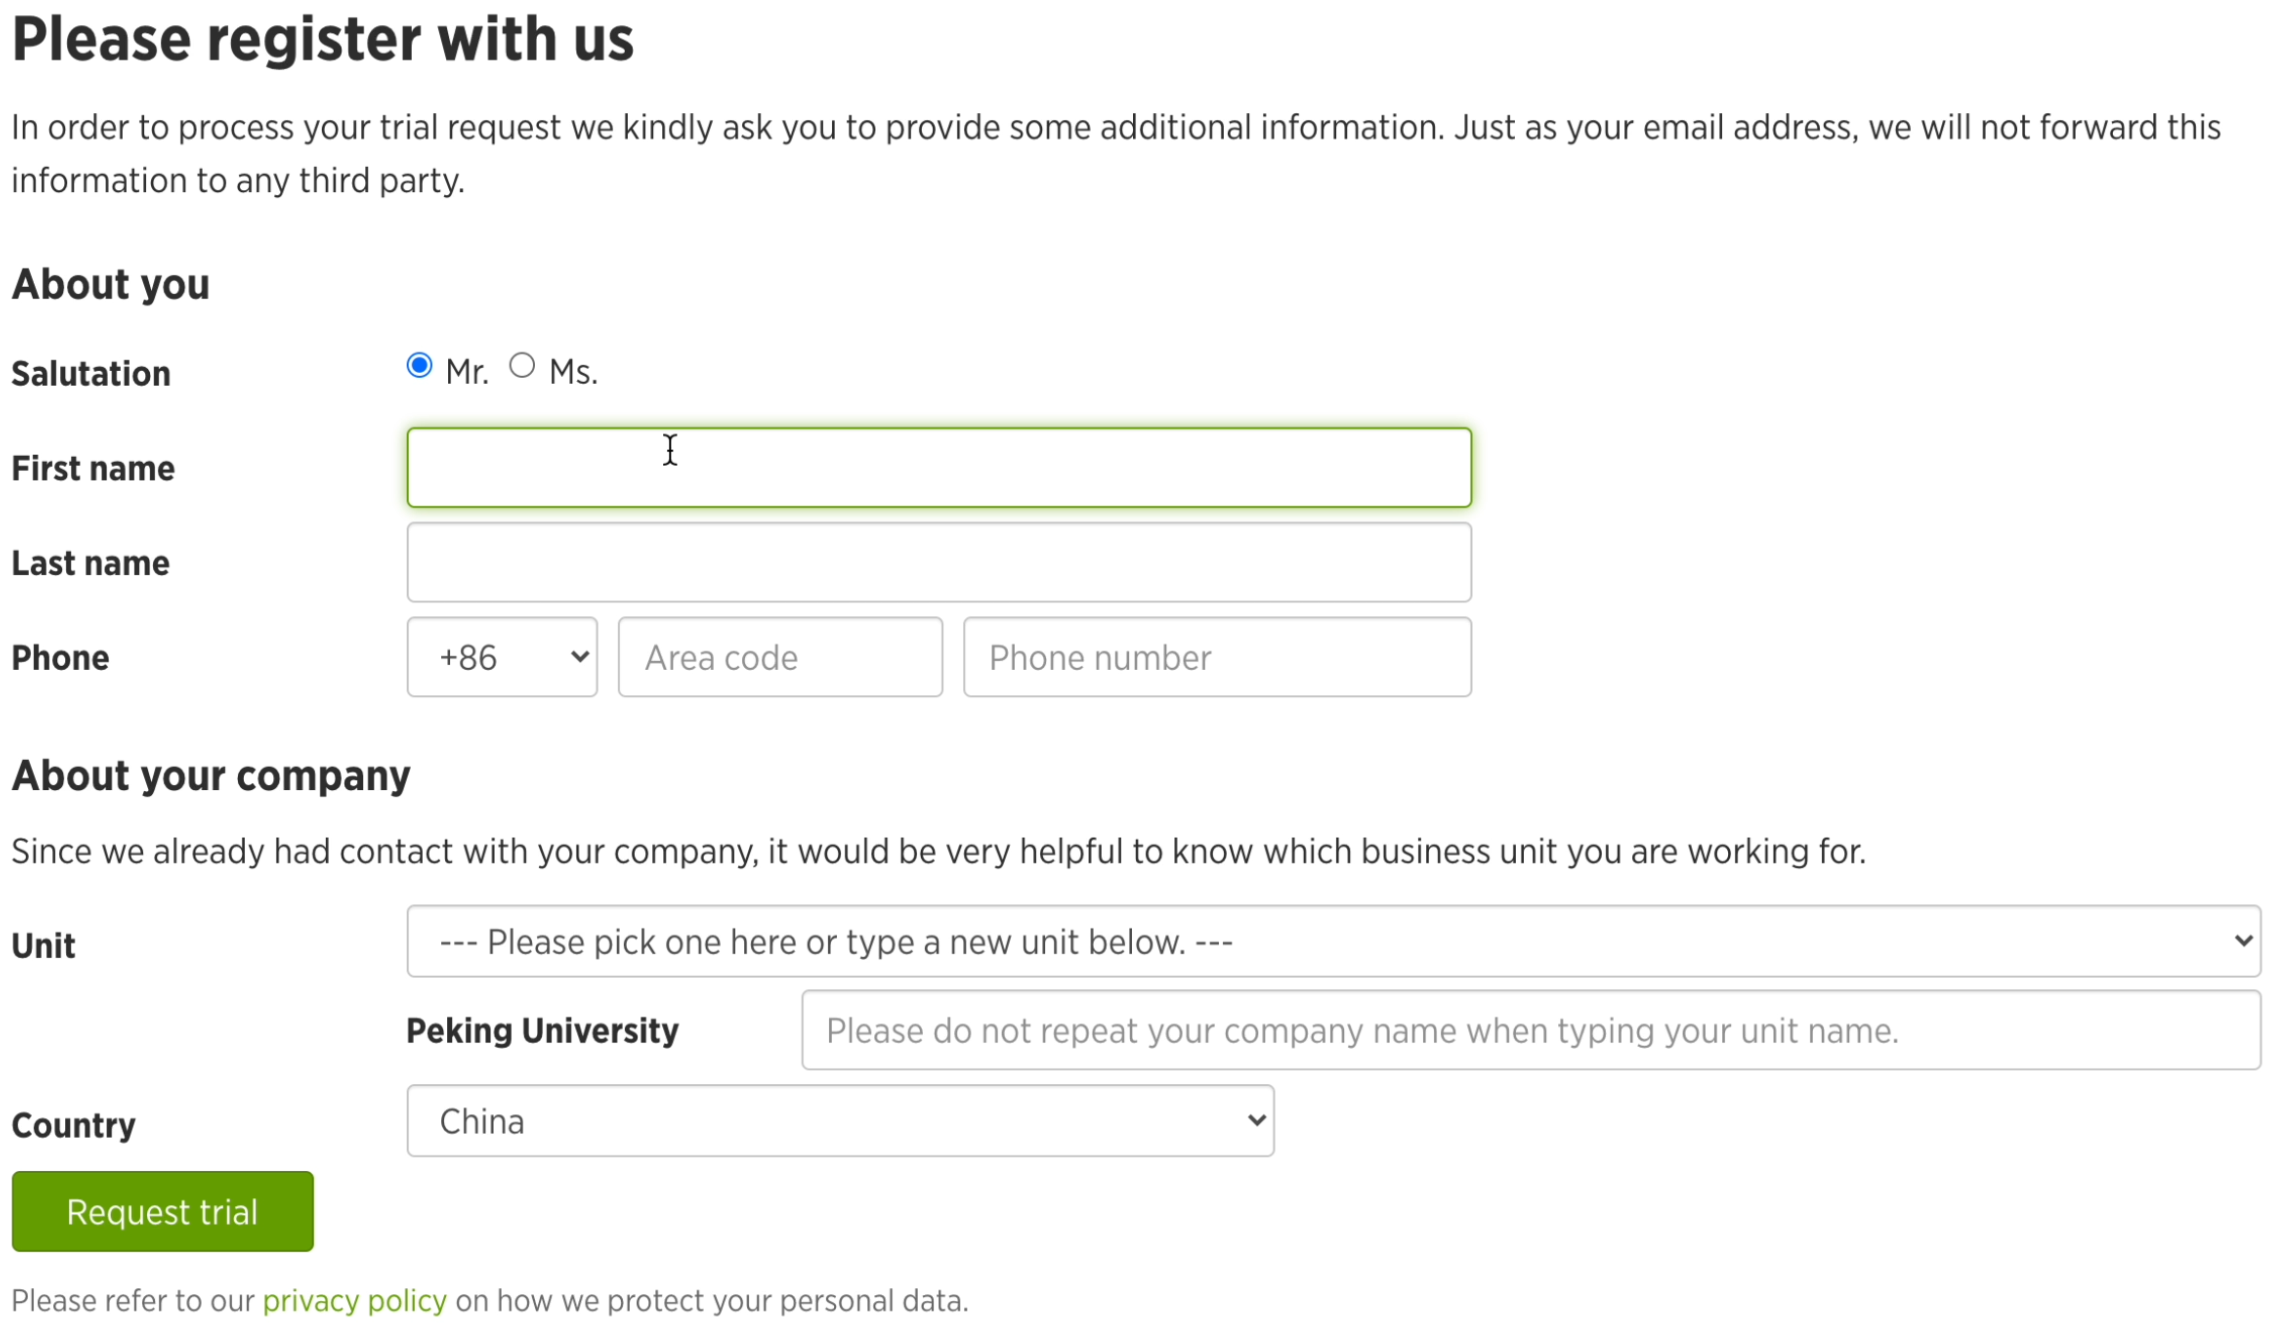 Please register with us
In order to process your trial request we kindly ask you to provide some additional information. Just as your email address, we will not forward this
information to any third party.
About you
Salutation Mr. Ms.
First name
Last name
Phone +86 Area code Phone number
About your company
Since we already had contact with your company, it would be very helpful to know which business unit you are working for.
Unit --- Please pick one here or type a new unit below. ---
Peking University Please do not repeat your company name when typing your unit name.
Country China
Request trial
Please refer to our privacy policy on how we protect your personal data.